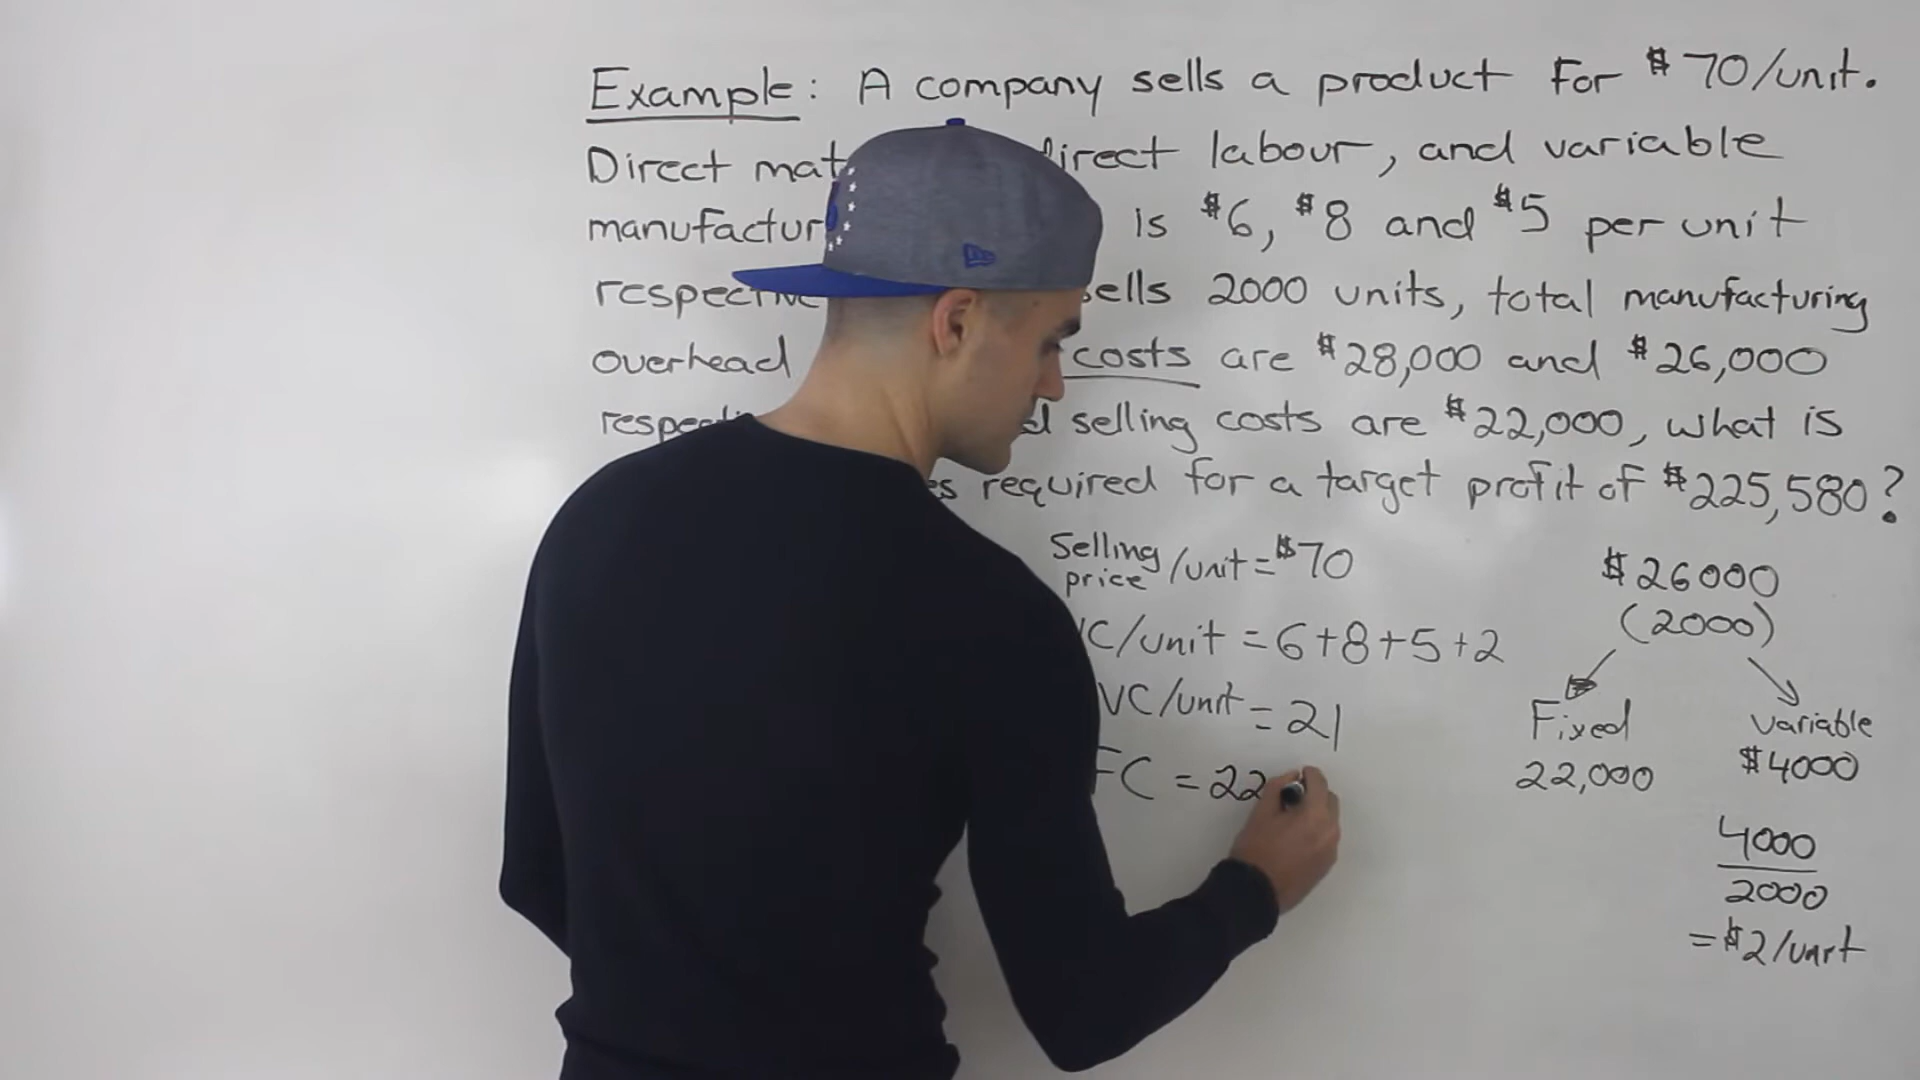 Example: A company sells a product for $70/unit.
Direct mat direct labour, and variable
manufactur is $6, $8 and $5 per unit
respective sells 2000 units, total manufacturing
overhead costs are $28,000 and $26,000
selling costs are $22,000, what is
required for a target profit of $225,580?
Selling price /unit = $70
VC/unit = 6+8+5+2
VC/unit = 21
FC = 22
$26000
(2000)
Fixed Variable
22,000 $4000
4000
2000
= $2/unit